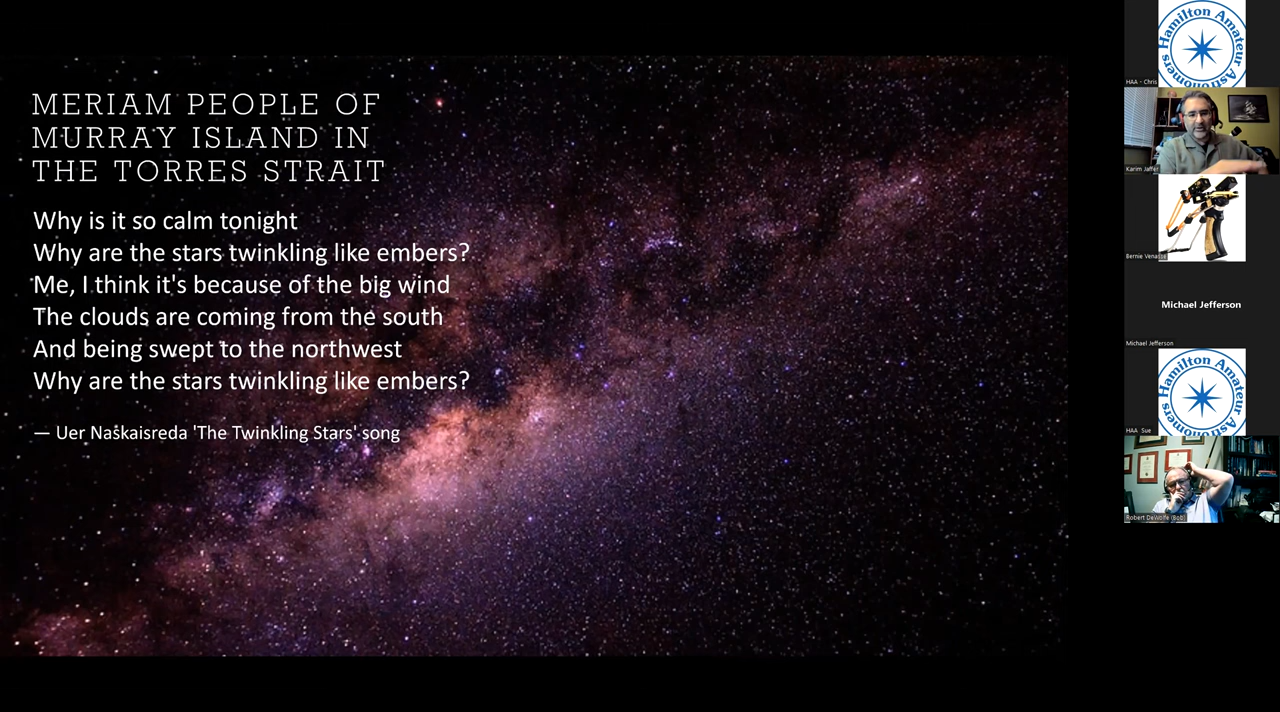 MERIAM PEOPLE OF
MURRAY ISLAND IN
THE TORRES STRAIT
Why is it so calm tonight
Why are the stars twinkling like embers?
Me, I think it's because of the big wind
The clouds are coming from the south
And being swept to the northwest
Why are the stars twinkling like embers?
— Uer Naskaisreda 'The Twinkling Stars' song
Hamilton Amateur Astronomers
HAA - Chris
Karim Jaffer
Bernie Venasse
Michael Jefferson
Michael Jefferson
Hamilton Amateur Astronomers
HAA Sue
Robert DeWolfe (Bob)